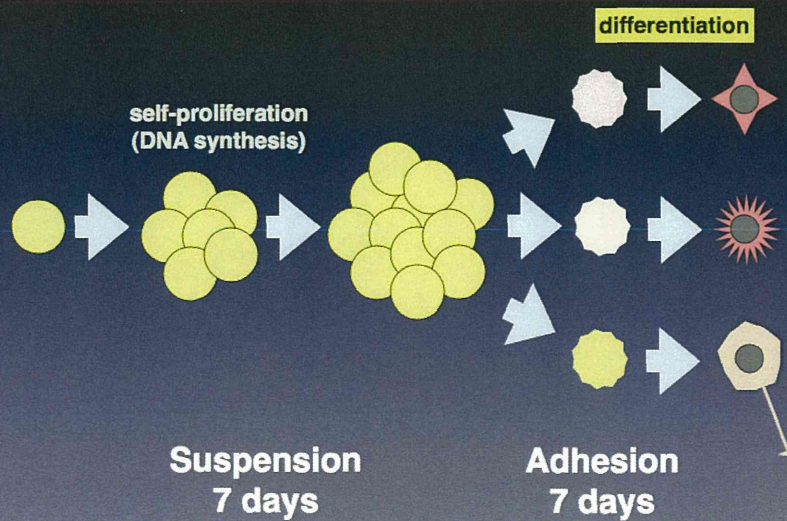 differentiation
self-proliferation
(DNA synthesis)
Suspension
7 days
Adhesion
7 days